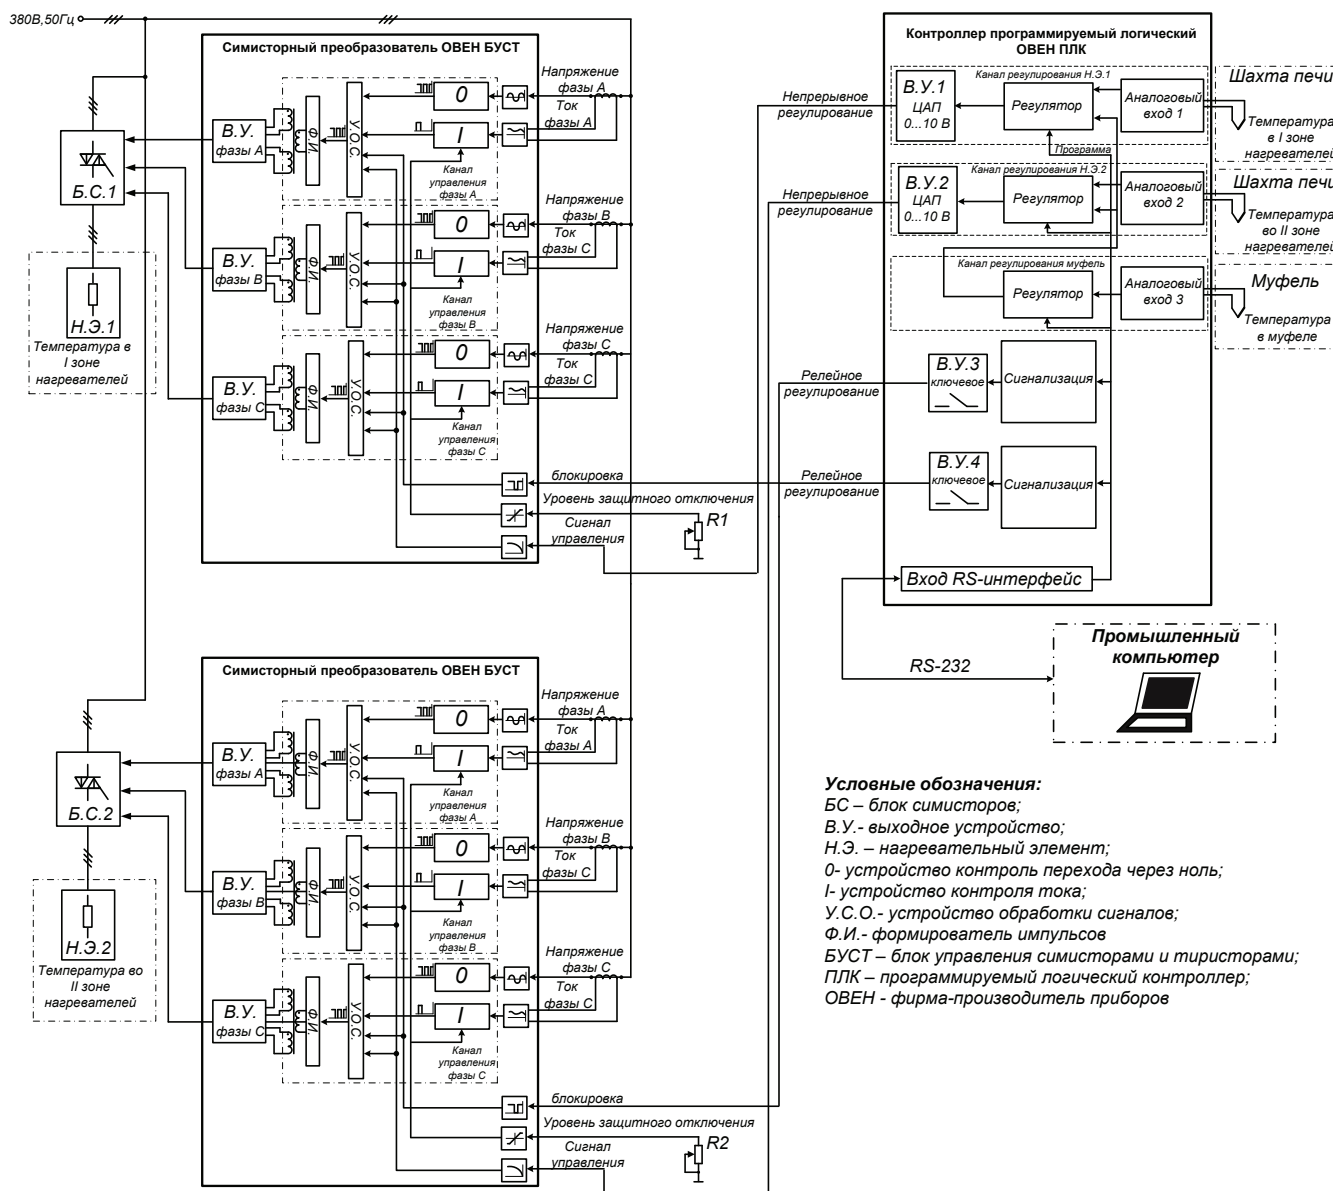 380В,50Гц
Симисторный преобразователь ОВЕН БУСТ
Напряжение
фазы А
Ток
фазы А
0
I
В.У.
фазы А
Ф.И.
У.О.С.
Канал
управления
фазы А
Б.С.1
Напряжение
фазы В
Ток
фазы С
0
I
В.У.
фазы В
Ф.И.
У.О.С.
Канал
управления
фазы В
Н.Э.1
Температура в
I зоне
нагревателей
Напряжение
фазы С
Ток
фазы С
0
I
В.У.
фазы С
Ф.И.
У.О.С.
Канал
управления
фазы С
блокировка
Уровень защитного отключения
R1
Сигнал
управления
Контроллер программируемый логический
ОВЕН ПЛК
Непрерывное
регулирование
Канал регулирования Н.Э.1
В.У.1
ЦАП
0...10 В
Регулятор
Аналоговый
вход 1
Программа
Шахта печи
Температура
в I зоне
нагревателей
Непрерывное
регулирование
Канал регулирования Н.Э.2
В.У.2
ЦАП
0...10 В
Регулятор
Аналоговый
вход 2
Шахта печи
Температура
во II зоне
нагревателей
Канал регулирования муфель
Регулятор
Аналоговый
вход 3
Муфель
Температура
в муфеле
Релейное
регулирование
В.У.3
ключевое
Сигнализация
Релейное
регулирование
В.У.4
ключевое
Сигнализация
Вход RS-интерфейс
RS-232
Промышленный
компьютер
Симисторный преобразователь ОВЕН БУСТ
Напряжение
фазы А
Ток
фазы А
0
I
В.У.
фазы А
Ф.И.
У.О.С.
Канал
управления
фазы А
Б.С.2
Напряжение
фазы В
Ток
фазы С
0
I
В.У.
фазы В
Ф.И.
У.О.С.
Канал
управления
фазы В
Н.Э.2
Температура во
II зоне
нагревателей
Напряжение
фазы С
Ток
фазы С
0
I
В.У.
фазы С
Ф.И.
У.О.С.
Канал
управления
фазы С
блокировка
Уровень защитного отключения
R2
Сигнал
управления
Условные обозначения:
БС – блок симисторов;
В.У.- выходное устройство;
Н.Э. – нагревательный элемент;
0- устройство контроль перехода через ноль;
I- устройство контроля тока;
У.С.О.- устройство обработки сигналов;
Ф.И.- формирователь импульсов
БУСТ – блок управления симисторами и тиристорами;
ПЛК – программируемый логический контроллер;
ОВЕН - фирма-производитель приборов